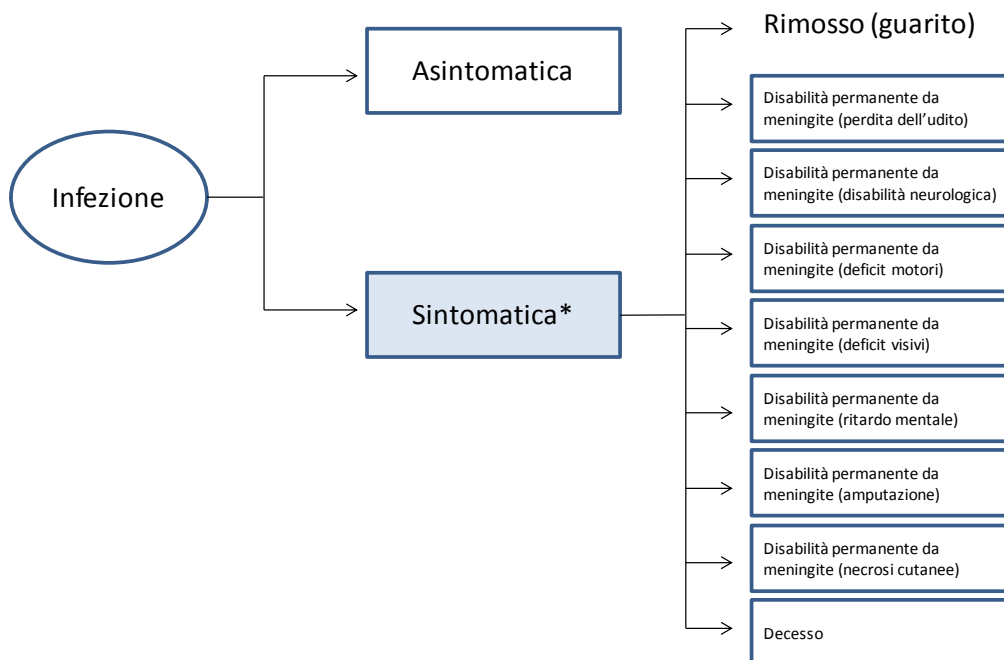 Infezione
Asintomatica
Sintomatica*
Rimosso (guarito)
Disabilità permanente da
meningite (perdita dell’udito)
Disabilità permanente da
meningite (disabilità neurologica)
Disabilità permanente da
meningite (deficit motori)
Disabilità permanente da
meningite (deficit visivi)
Disabilità permanente da
meningite (ritardo mentale)
Disabilità permanente da
meningite (amputazione)
Disabilità permanente da
meningite (necrosi cutanee)
Decesso